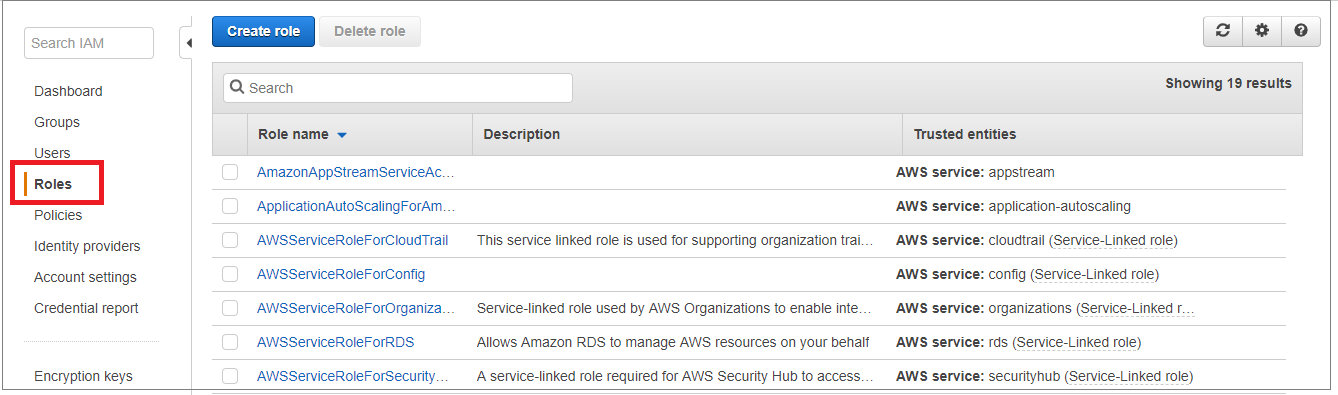 Search IAM
Dashboard
Groups
Users
Roles
Policies
Identity providers
Account settings
Credential report
Encryption keys
Create role Delete role
Search
Showing 19 results
Role name Description Trusted entities
AmazonAppStreamServiceAc... AWS service: appstream
ApplicationAutoScalingForAm... AWS service: application-autoscaling
AWSServiceRoleForCloudTrail This service linked role is used for supporting organization trai... AWS service: cloudtrail (Service-Linked role)
AWSServiceRoleForConfig AWS service: config (Service-Linked role)
AWSServiceRoleForOrganiza... Service-linked role used by AWS Organizations to enable inte... AWS service: organizations (Service-Linked r...
AWSServiceRoleForRDS Allows Amazon RDS to manage AWS resources on your behalf AWS service: rds (Service-Linked role)
AWSServiceRoleForSecurity... A service-linked role required for AWS Security Hub to access... AWS service: securityhub (Service-Linked role)